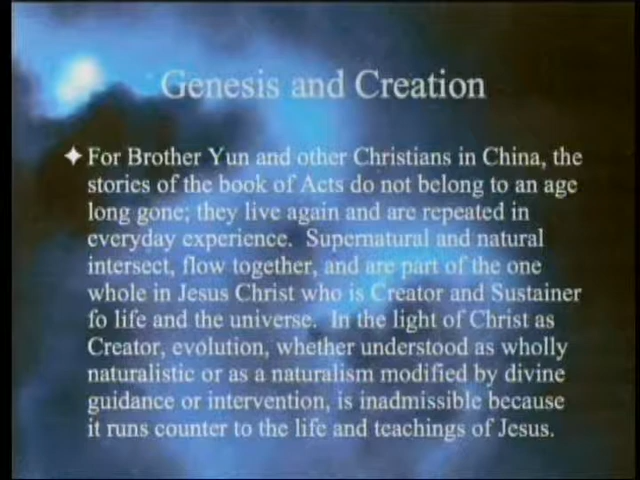 Genesis and Creation
For Brother Yun and other Christians in China, the
stories of the book of Acts do not belong to an age
long gone; they live again and are repeated in
everyday experience.  Supernatural and natural
intersect, flow together, and are part of the one
whole in Jesus Christ who is Creator and Sustainer
fo life and the universe.  In the light of Christ as
Creator, evolution, whether understood as wholly
naturalistic or as a naturalism modified by divine
guidance or intervention, is inadmissible because
it runs counter to the life and teachings of Jesus.